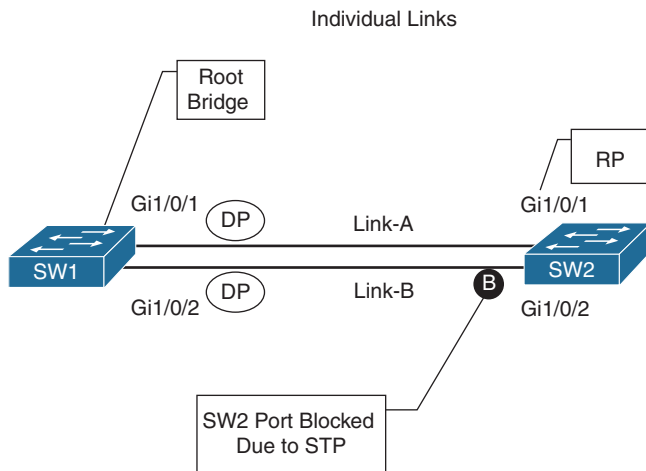 Individual Links
Root
Bridge
RP
Gi1/0/1
DP
Link-A
Gi1/0/1
SW1
SW2
Gi1/0/2
DP
Link-B
B
Gi1/0/2
SW2 Port Blocked
Due to STP